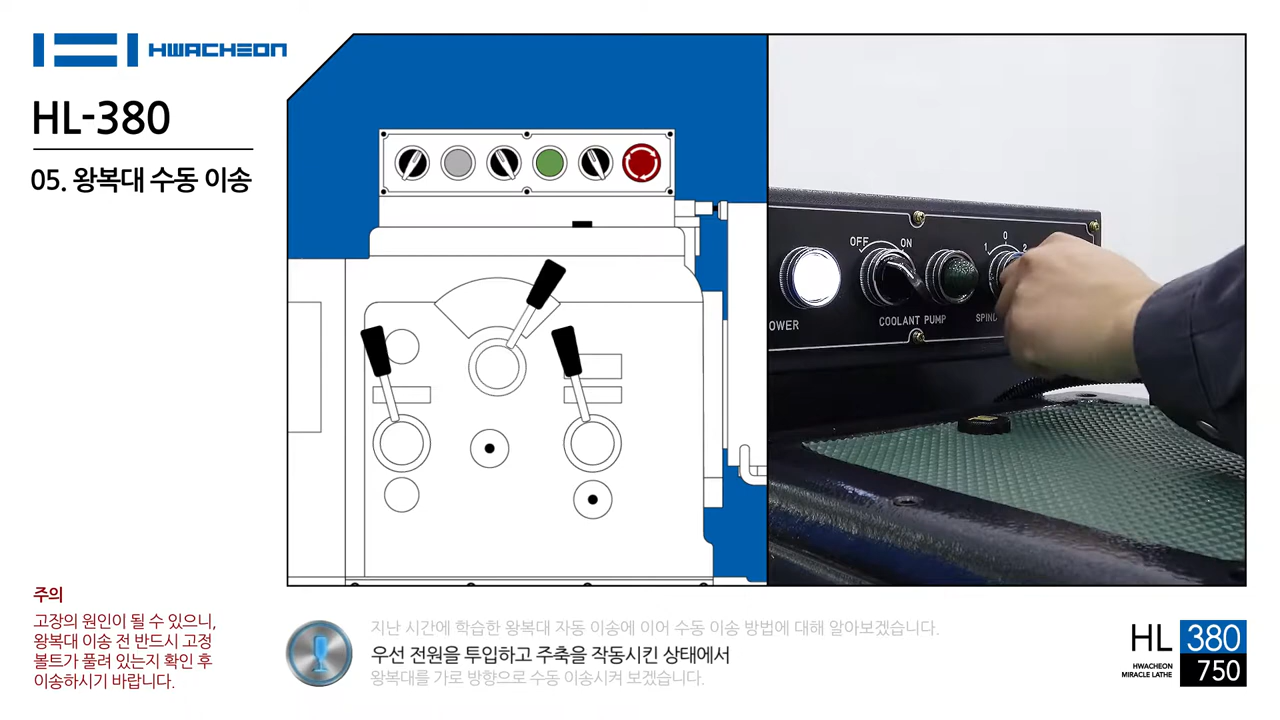 HWACHEON
HL-380
05. 왕복대 수동 이송
OFF ON
1 0 2
OWER
COOLANT PUMP
SPIN
주의
고장의 원인이 될 수 있으니,
왕복대 이송 전 반드시 고정
볼트가 풀려 있는지 확인 후
이송하시기 바랍니다.
지난 시간에 학습한 왕복대 자동 이송에 이어 수동 이송 방법에 대해 알아보겠습니다.
우선 전원을 투입하고 주축을 작동시킨 상태에서
왕복대를 가로 방향으로 수동 이송시켜 보겠습니다.
HL 380
HWACHEON
MIRACLE LATHE
750